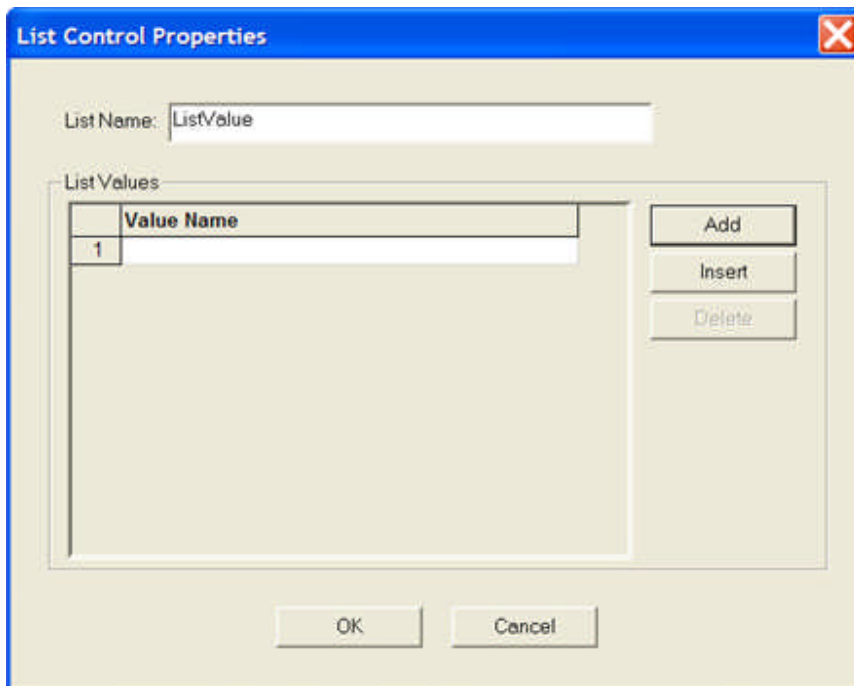 List Control Properties
List Name: ListValue
List Values
Value Name
Add
1
Insert
Delete
OK Cancel